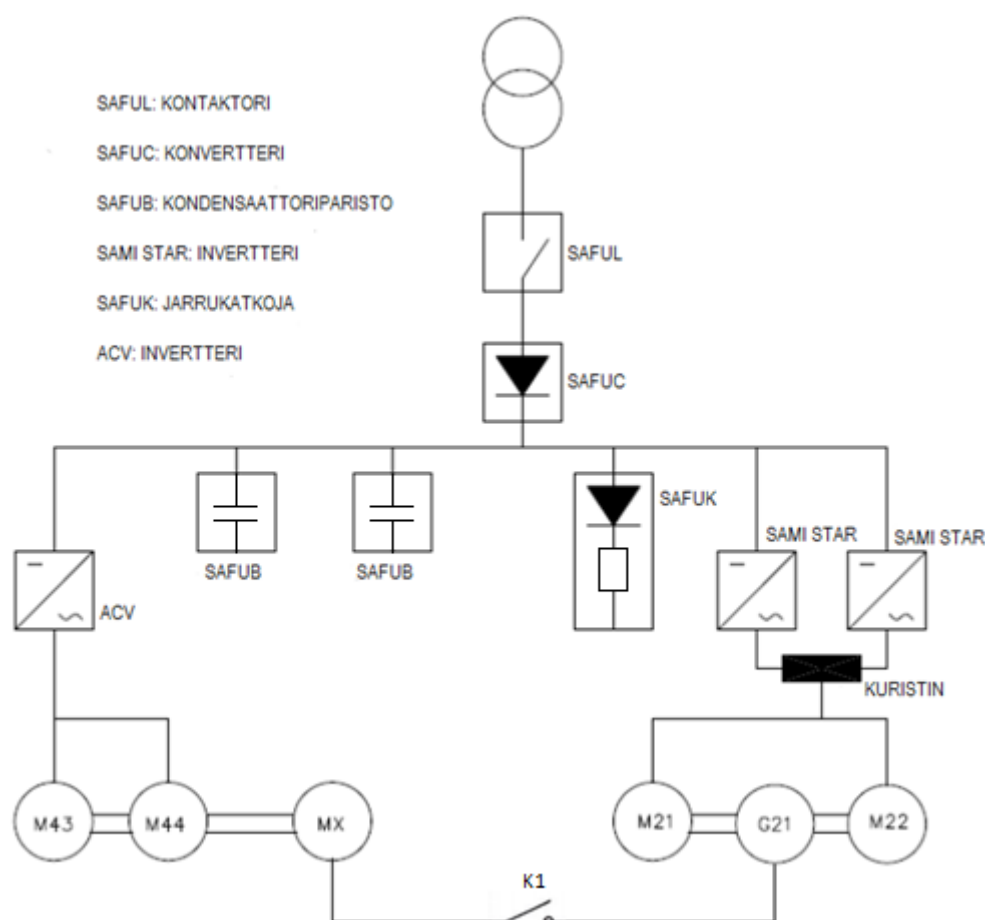 SAFUL: KONTAKTORI
SAFUC: KONVERTTERI
SAFUB: KONDENSAATTORIPARISTO
SAMI STAR: INVERTTERI
SAFUK: JARRUKATKOJA
ACV: INVERTTERI
SAFUL
SAFUC
SAFUB
SAFUB
SAFUK
SAMI STAR
SAMI STAR
ACV
KURISTIN
M43
M44
MX
M21
G21
M22
K1